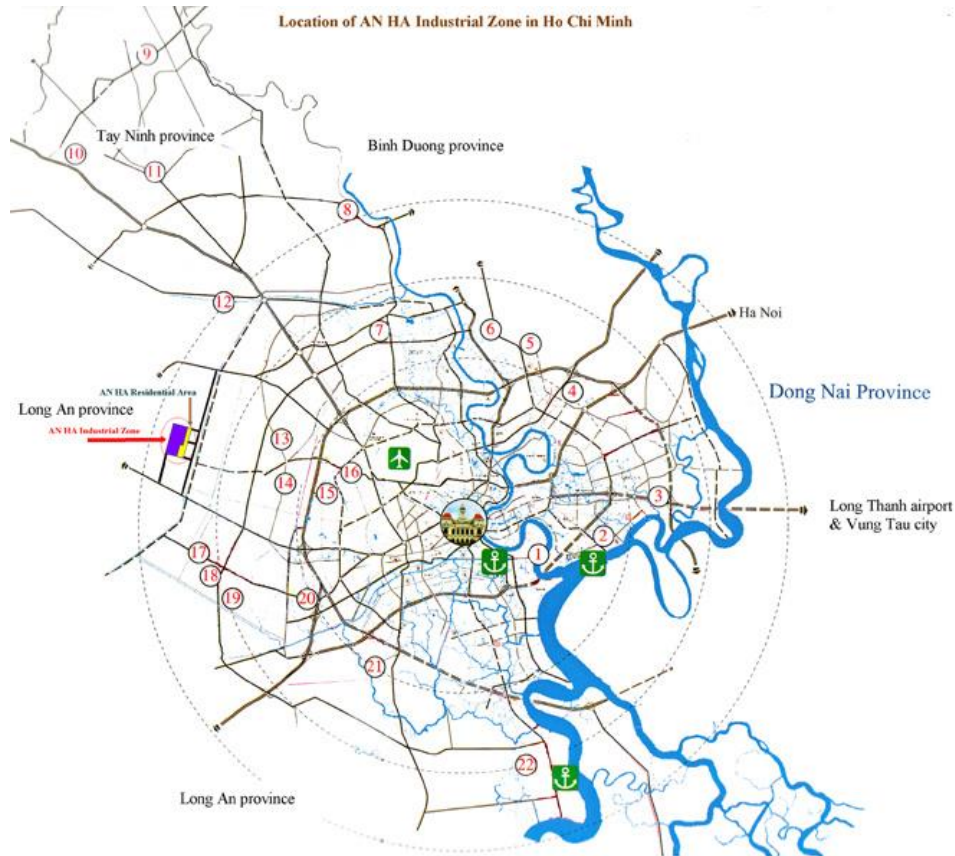 Location of AN HA Industrial Zone in Ho Chi Minh
9
Tay Ninh province
10
11
Binh Duong province
8
12
7
6
5
Ha Noi
4
AN HA Residential Area
Long An province
AN HA Industrial Zone
Dong Nai Province
13
14
15
16
3
Long Thanh airport
& Vung Tau city
2
1
17
18
19
20
21
22
Long An province